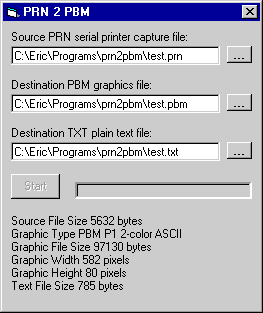 PRN 2 PBM
Source PRN serial printer capture file:
C:\Eric\Programs\prn2pbm\test.prn
...
Destination PBM graphics file:
C:\Eric\Programs\prn2pbm\test.pbm
...
Destination TXT plain text file:
C:\Eric\Programs\prn2pbm\test.txt
...
Start
Source File Size 5632 bytes
Graphic Type PBM P1 2-color ASCII
Graphic File Size 97130 bytes
Graphic Width 582 pixels
Graphic Height 80 pixels
Text File Size 785 bytes